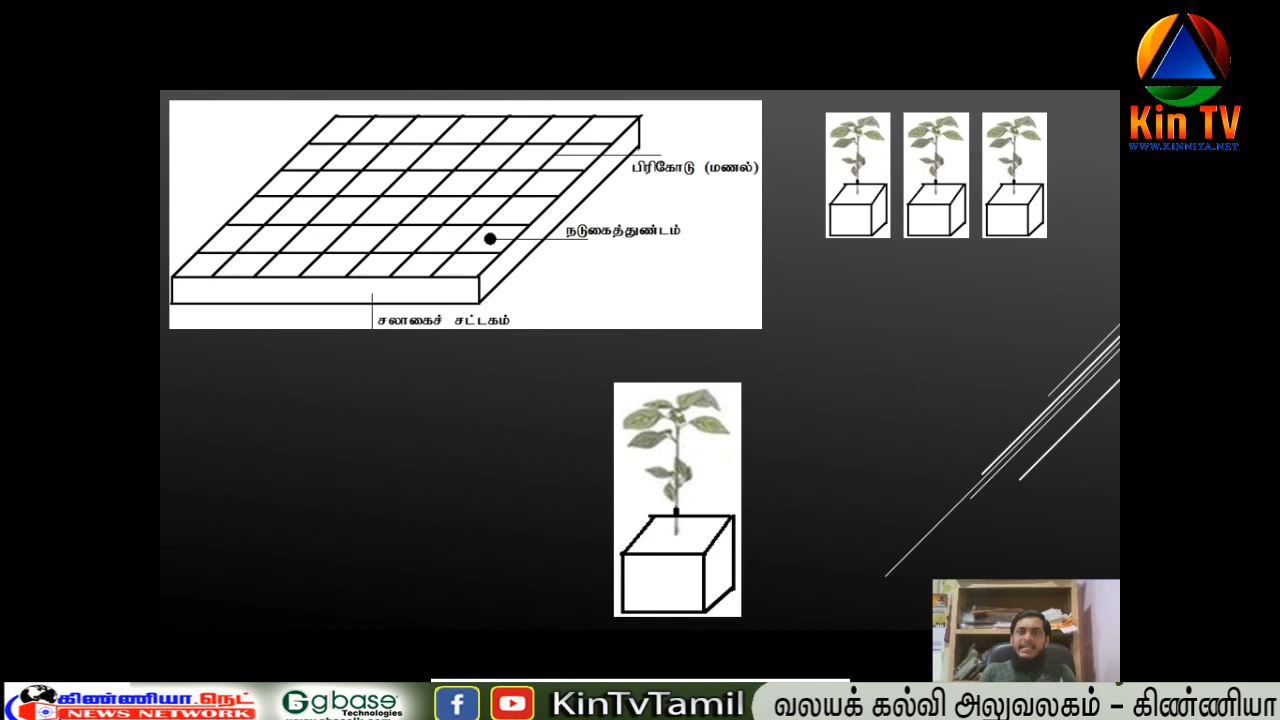 Kin TV
WWW.KINNIYA.NET
பிரிகோடு (மணல்)
நடுகைத்துண்டம்
சலாகைச் சட்டகம்
கிண்ணியா.நெட்
NEWS NETWORK
gbase
Technologies
KinTvTamil
வலயக் கல்வி அலுவலகம் - கிண்ணியா